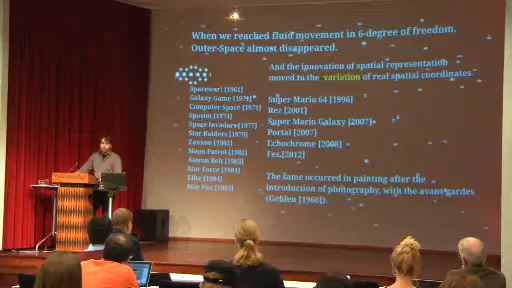 When we reached fluid movement in 6-degree of freedom.
Outer-Space almost disappeared.
And the innovation of spatial representation
moved to the variation of real spatial coordinates.
Spacewar! [1961]
Galaxy Game [1971]
Computer Space [1971]
Spasim [1974]
Space Invaders [1977]
Star Raiders [1979]
Zaxxon [1982]
Moon Patrol [1982]
Astron Belt [1983]
Star Force [1984]
Elite [1984]
Star Fox [1993]
Super Mario 64 [1996]
Rez [2001]
Super Mario Galaxy [2007]
Portal [2007]
Echochrome [2008]
Fez [2012]
The same occurred in painting after the
introduction of photography, with the avant-gardes
(Gehlen [1960]).